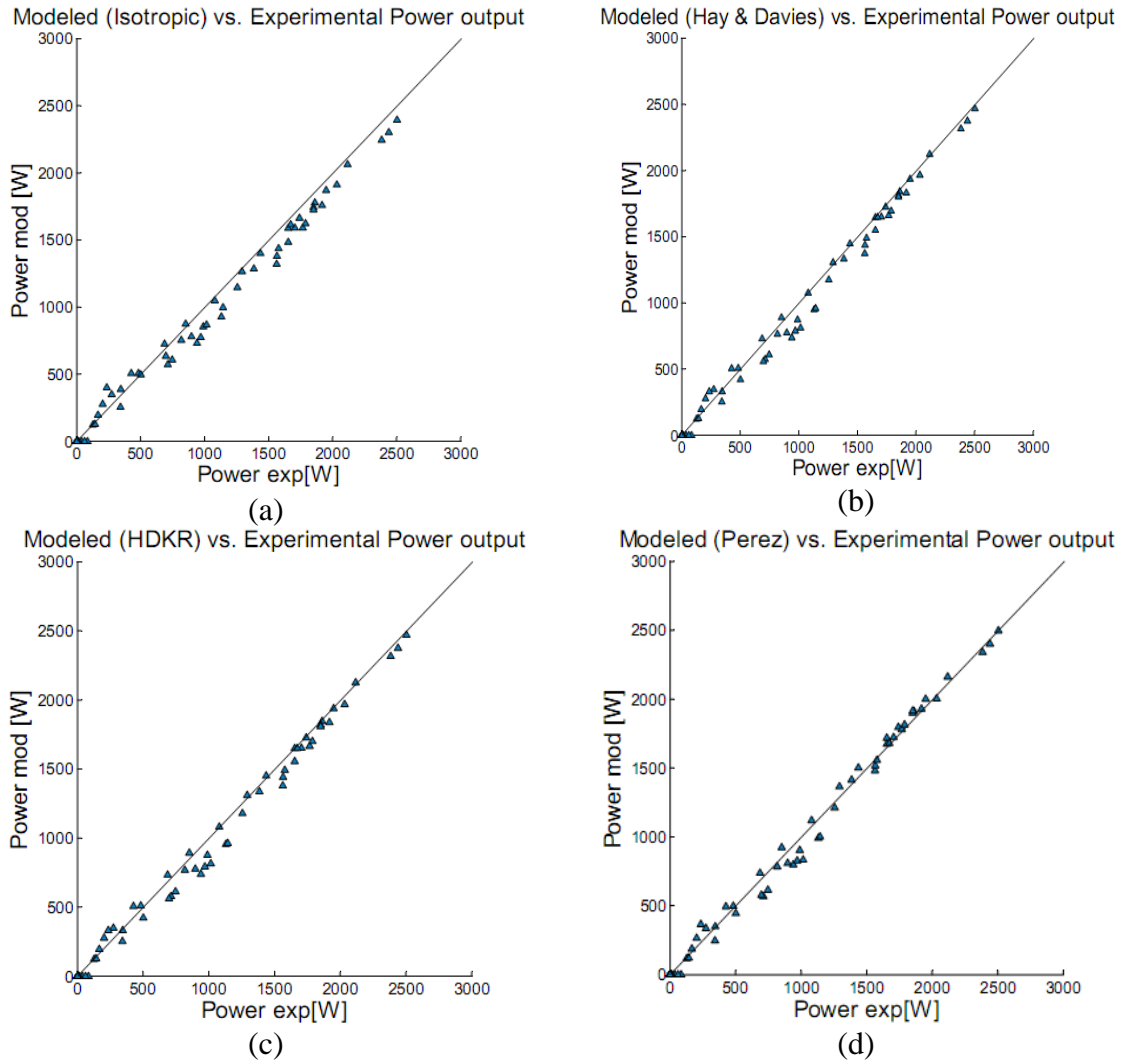 Modeled (Isotropic) vs. Experimental Power output
3000
2500
2000
1500
1000
500
0
Power mod [W]
0 500 1000 1500 2000 2500 3000
Power exp[W]
(a)
Modeled (Hay & Davies) vs. Experimental Power output
3000
2500
2000
1500
1000
500
0
Power mod [W]
0 500 1000 1500 2000 2500 3000
Power exp[W]
(b)
Modeled (HDKR) vs. Experimental Power output
3000
2500
2000
1500
1000
500
0
Power mod [W]
0 500 1000 1500 2000 2500 3000
Power exp[W]
(c)
Modeled (Perez) vs. Experimental Power output
3000
2500
2000
1500
1000
500
0
Power mod [W]
0 500 1000 1500 2000 2500 3000
Power exp[W]
(d)